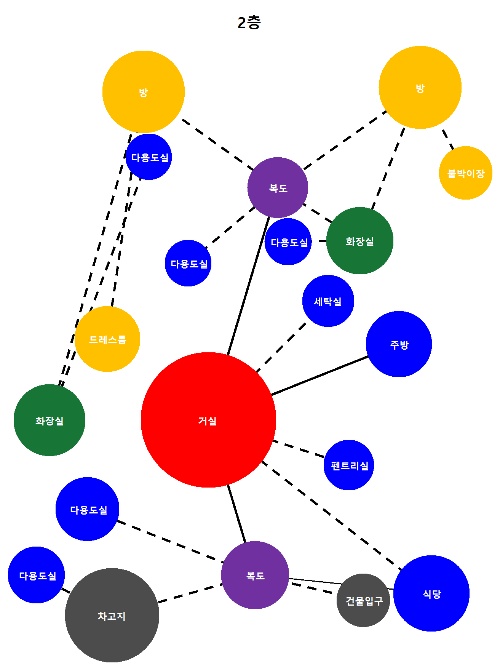 2층
방
방
다용도실
붙박이장
복도
다용도실
화장실
다용도실
세탁실
드레스룸
주방
화장실
거실
팬트리실
다용도실
다용도실
복도
식당
건물입구
차고지